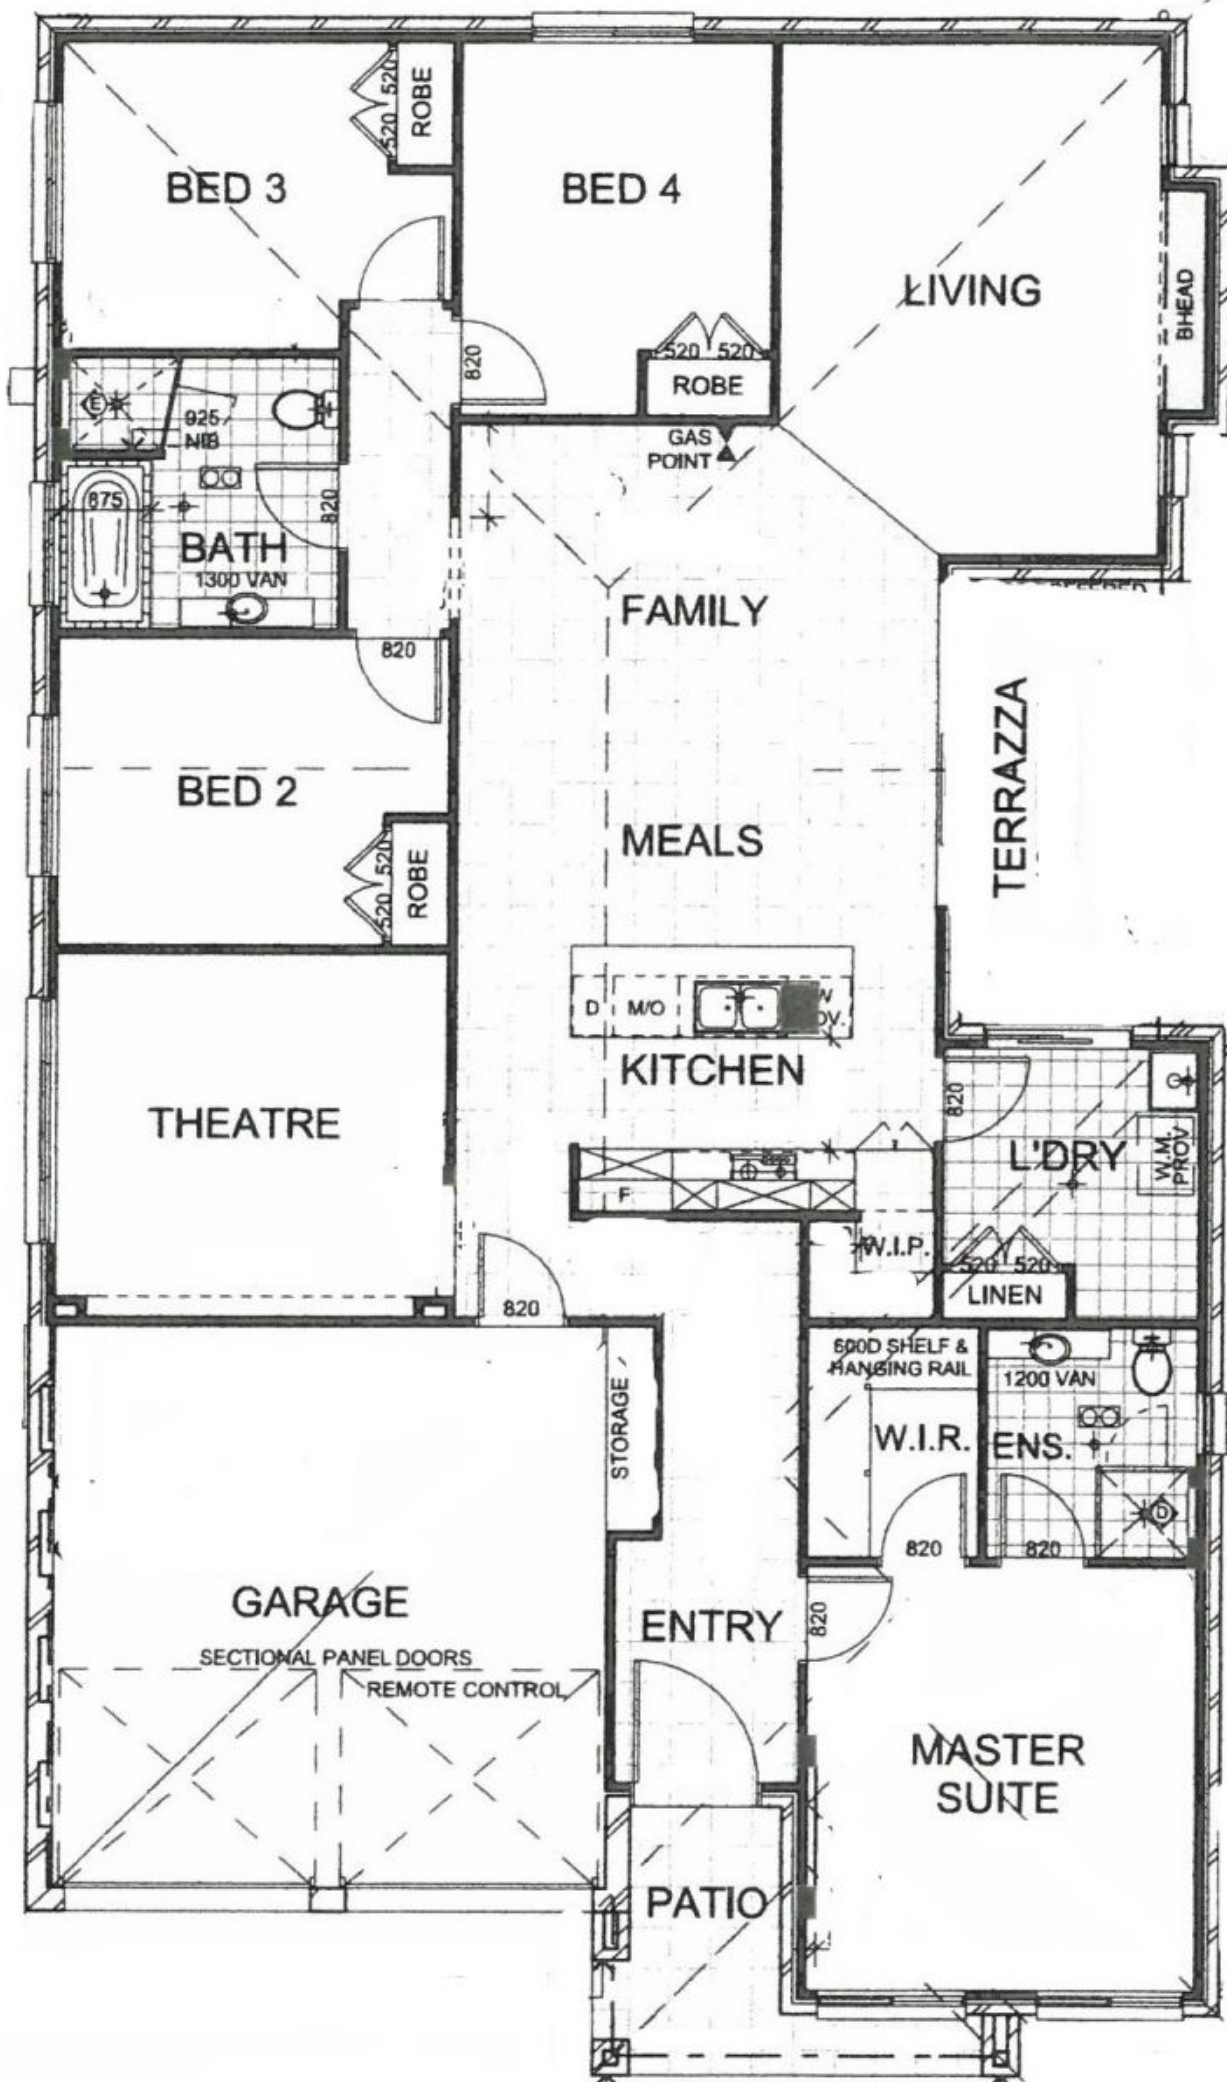 520
520
ROBE
BED 3
BED 4
LIVING
BHEAD
820
520 520
ROBE
GAS
POINT
E
925
NIB
875
820
BATH
1300 VAN
FAMILY
820
TERRAZZA
BED 2
MEALS
520
520
ROBE
D
M/O
KITCHEN
THEATRE
820
L'DRY
W.M.
PROV
F
W.I.P.
520 520
LINEN
820
STORAGE
600D SHELF &
HANGING RAIL
1200 VAN
W.I.R.
ENS.
D
820
820
GARAGE
ENTRY
820
SECTIONAL PANEL DOORS
REMOTE CONTROL
MASTER
SUITE
PATIO